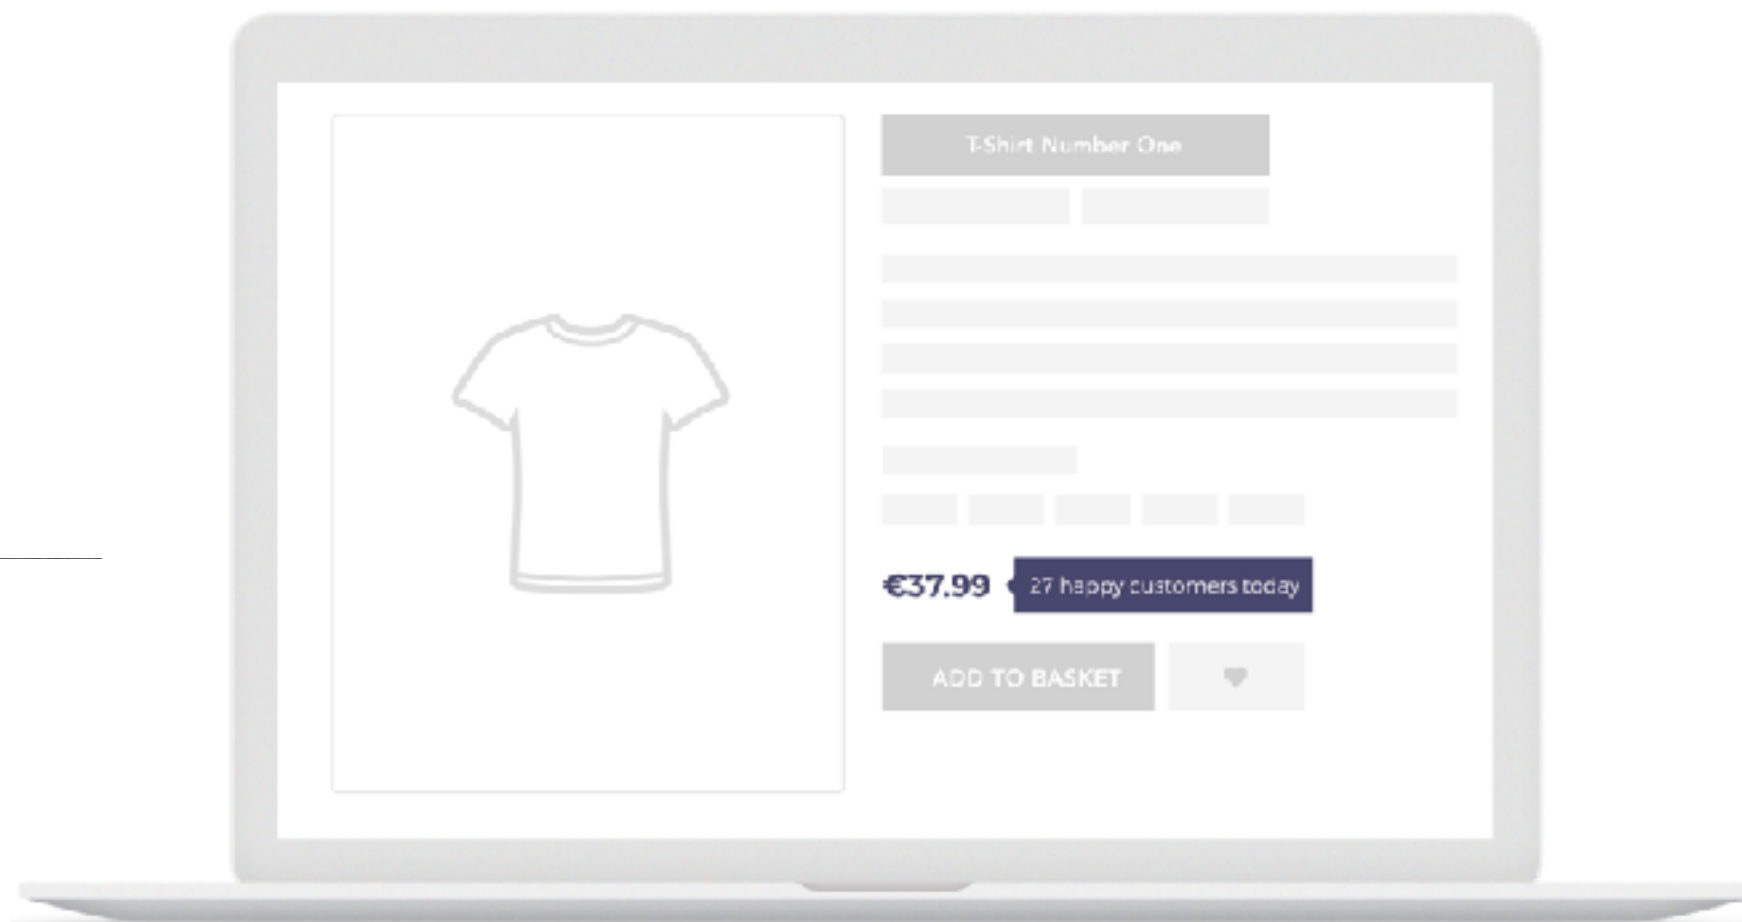 T-Shirt Number One
€37.99
27 happy customers today
ADD TO BASKET